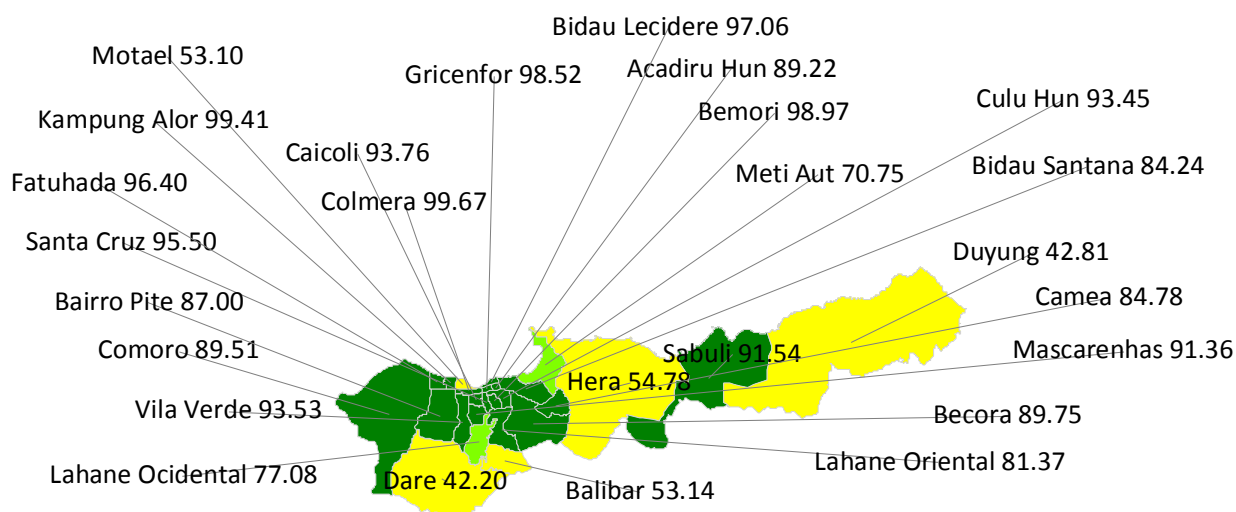 Bidau Lecidere 97.06
Motael 53.10
Gricenfor 98.52
Acadiru Hun 89.22
Culu Hun 93.45
Bemori 98.97
Kampung Alor 99.41
Caicoli 93.76
Bidau Santana 84.24
Meti Aut 70.75
Fatuhada 96.40
Colmera 99.67
Santa Cruz 95.50
Duyung 42.81
Bairro Pite 87.00
Camea 84.78
Comoro 89.51
Sabuli 91.54
Mascarenhas 91.36
Hera 54.78
Vila Verde 93.53
Becora 89.75
Lahane Oriental 81.37
Lahane Ocidental 77.08
Dare 42.20
Balibar 53.14